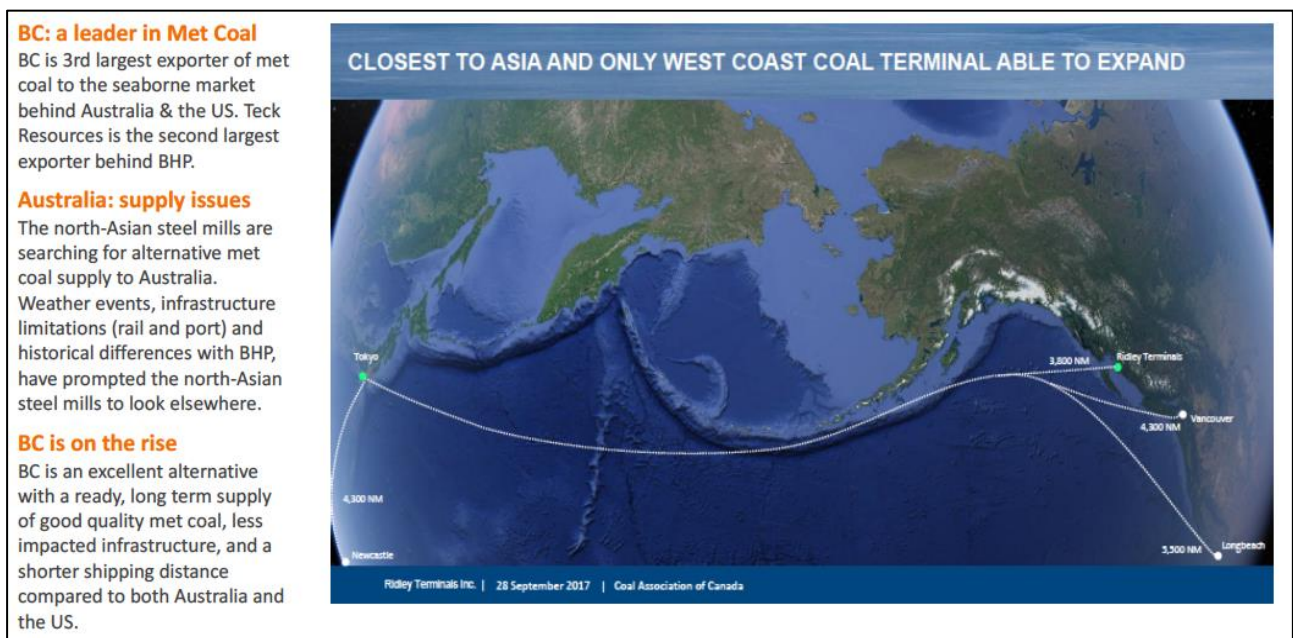 BC: a leader in Met Coal
BC is 3rd largest exporter of met
coal to the seaborne market
behind Australia & the US. Teck
Resources is the second largest
exporter behind BHP.
Australia: supply issues
The north-Asian steel mills are
searching for alternative met
coal supply to Australia.
Weather events, infrastructure
limitations (rail and port) and
historical differences with BHP,
have prompted the north-Asian
steel mills to look elsewhere.
BC is on the rise
BC is an excellent alternative
with a ready, long term supply
of good quality met coal, less
impacted infrastructure, and a
shorter shipping distance
compared to both Australia and
the US.
CLOSEST TO ASIA AND ONLY WEST COAST COAL TERMINAL ABLE TO EXPAND
Tokyo
3,800 NM
Ridley Terminals
Vancouver
4,300 NM
4,300 NM
Newcastle
5,500 NM
Longbeach
Ridley Terminals Inc. | 28 September 2017 | Coal Association of Canada